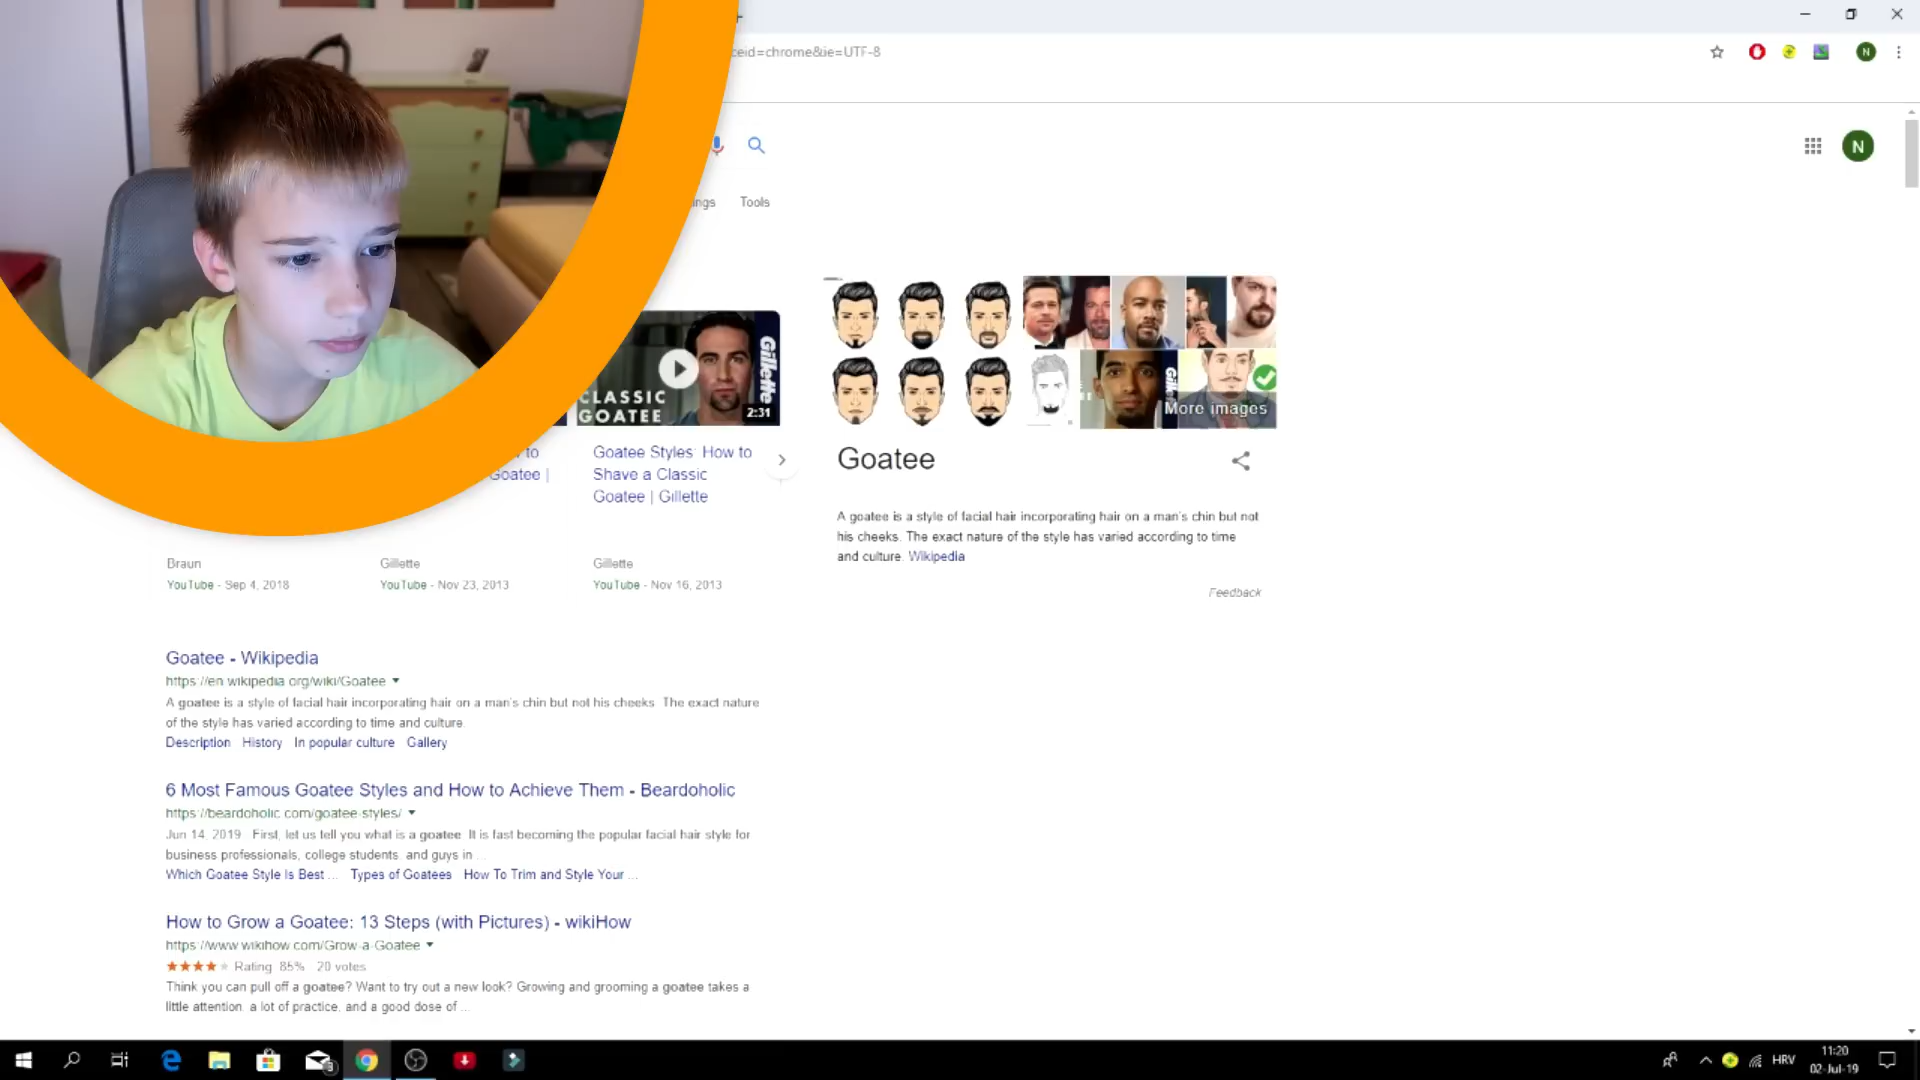 ceid=chrome&ie=UTF-8
N
N
ngs Tools
CLASSIC
GOATEE
Gillette
2:31
More images
Goatee
to
Goatee |
Goatee Styles: How to
Shave a Classic
Goatee | Gillette
A goatee is a style of facial hair incorporating hair on a man's chin but not
his cheeks. The exact nature of the style has varied according to time
and culture. Wikipedia
Feedback
Braun
YouTube - Sep 4, 2018
Gillette
YouTube - Nov 23, 2013
Gillette
YouTube - Nov 16, 2013
Goatee - Wikipedia
https://en.wikipedia.org/wiki/Goatee
A goatee is a style of facial hair incorporating hair on a man's chin but not his cheeks. The exact nature
of the style has varied according to time and culture.
Description History In popular culture Gallery
6 Most Famous Goatee Styles and How to Achieve Them - Beardoholic
https://beardoholic.com/goatee-styles/
Jun 14, 2019 - First, let us tell you what is a goatee. It is fast becoming the popular facial hair style for
business professionals, college students, and guys in ...
Which Goatee Style Is Best ... Types of Goatees How To Trim and Style Your ...
How to Grow a Goatee: 13 Steps (with Pictures) - wikiHow
https://www.wikihow.com/Grow-a-Goatee
Rating: 85% - 20 votes
Think you can pull off a goatee? Want to try out a new look? Growing and grooming a goatee takes a
little attention, a lot of practice, and a good dose of ...
HRV
11:20
02-Jul-19